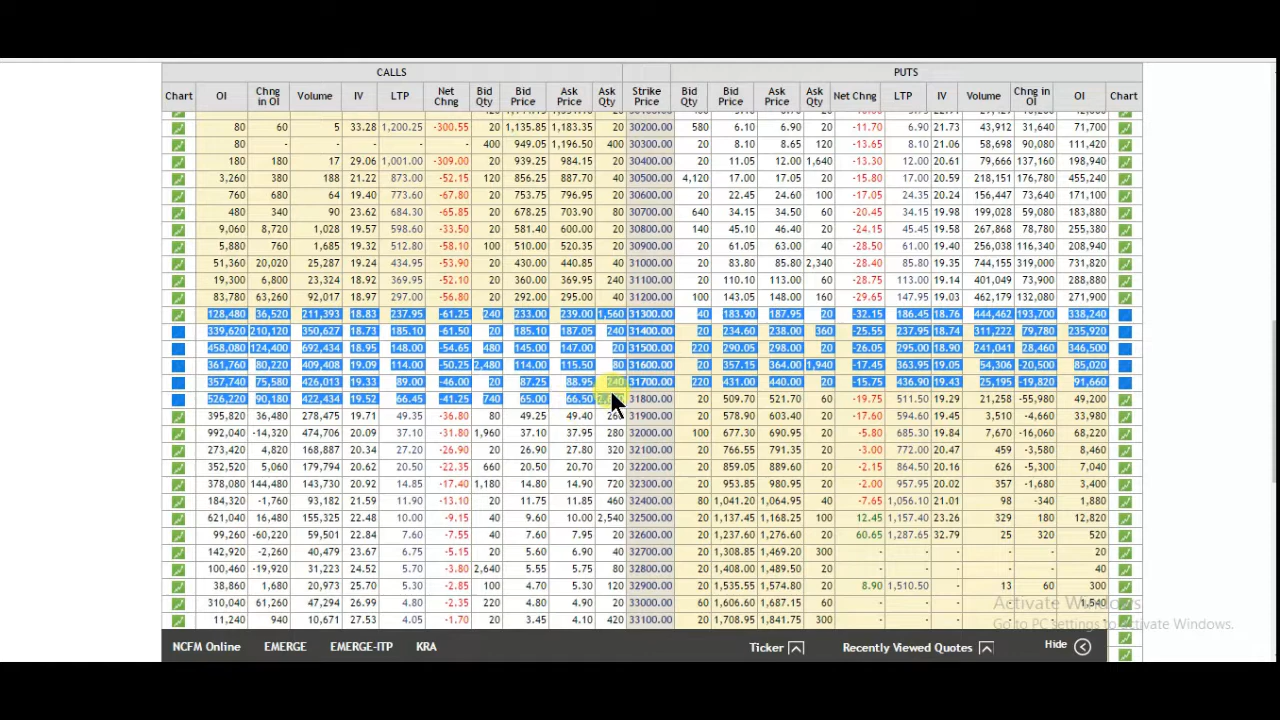 CALLS PUTS
Chart OI Chng in OI Volume IV LTP Net Chng Bid Qty Bid Price Ask Price Ask Qty Strike Price Bid Qty Bid Price Ask Price Ask Qty Net Chng LTP IV Volume Chng in OI OI Chart
80 60 5 33.28 1,200.25 -300.55 20 1,135.85 1,183.35 20 30200.00 580 6.10 6.90 20 -11.70 6.90 21.73 43,912 31,640 71,700
80 - - - - - 400 949.05 1,196.50 400 30300.00 20 8.10 8.65 120 -13.65 8.10 21.06 58,698 90,080 111,420
180 180 17 29.06 1,001.00 -309.00 20 939.25 984.15 20 30400.00 20 11.05 12.00 1,640 -13.30 12.00 20.61 79,666 137,160 198,940
3,260 380 188 21.22 873.00 -52.15 120 856.25 887.70 40 30500.00 4,120 17.00 17.05 20 -15.80 17.00 20.59 218,151 176,780 455,240
760 680 64 19.40 773.60 -67.80 20 753.75 796.95 20 30600.00 20 22.45 24.60 100 -17.05 24.35 20.24 156,447 73,640 171,100
480 340 90 23.62 684.30 -65.85 20 678.25 703.90 80 30700.00 640 34.15 34.50 60 -20.45 34.15 19.98 199,028 59,080 183,880
9,060 8,720 1,028 19.57 598.60 -33.50 20 581.40 600.00 20 30800.00 140 45.10 46.40 20 -24.15 45.45 19.58 267,868 78,780 255,380
5,880 760 1,685 19.32 512.80 -58.10 100 510.00 520.35 20 30900.00 20 61.05 63.00 40 -28.50 61.00 19.40 256,038 116,340 208,940
51,360 20,020 25,281 19.24 434.95 -53.90 20 430.00 440.85 40 31000.00 20 83.80 85.80 2,340 -28.40 85.80 19.35 744,155 319,000 731,820
19,300 6,800 23,324 18.92 369.95 -52.10 20 360.00 369.95 240 31100.00 20 110.10 113.00 60 -28.75 113.00 19.14 401,049 73,900 288,880
83,780 63,260 92,017 18.97 297.00 -56.80 20 292.00 295.00 40 31200.00 100 143.05 148.00 160 -29.65 147.95 19.03 462,179 132,080 271,900
128,480 36,520 211,393 18.83 237.95 -61.25 240 233.00 239.00 1,560 31300.00 40 183.90 187.95 20 -32.15 186.45 18.76 444,462 193,700 338,240
339,620 210,120 350,627 18.73 185.10 -61.50 20 185.10 187.05 240 31400.00 20 234.60 238.00 360 -25.55 237.95 18.74 311,222 79,780 235,920
458,080 124,400 692,434 18.95 148.00 -54.65 480 145.00 147.00 20 31500.00 220 290.05 298.00 20 -26.05 295.00 18.90 241,041 28,460 346,500
361,760 80,220 409,408 19.09 114.00 -50.25 2,480 114.00 115.50 80 31600.00 20 357.15 364.00 1,940 -17.45 363.95 19.05 54,306 -20,500 85,020
357,740 75,580 426,013 19.33 89.00 -46.00 20 87.25 88.95 240 31700.00 220 431.00 440.00 20 -15.75 436.90 19.43 25,195 -19,820 91,660
526,220 90,180 422,434 19.52 66.45 -41.25 740 65.00 66.50 31800.00 20 509.70 521.70 60 -19.75 511.50 19.29 21,258 -55,980 49,200
395,820 36,480 278,475 19.71 49.35 -36.80 80 49.25 49.40 31900.00 20 578.90 603.40 20 -17.60 594.60 19.45 3,510 -4,660 33,980
992,040 -14,320 474,706 20.09 37.10 -31.80 1,960 37.10 37.95 280 32000.00 100 677.30 690.95 20 -5.80 685.30 19.84 7,670 -16,060 68,220
273,420 4,820 168,887 20.34 27.20 -26.90 20 26.90 27.80 320 32100.00 20 766.55 791.35 20 -3.00 772.00 20.47 459 -3,580 8,460
352,520 5,060 179,794 20.62 20.50 -22.35 660 20.50 20.70 20 32200.00 20 859.05 889.60 20 -2.15 864.50 20.16 626 -5,300 7,040
378,080 144,480 143,730 20.92 14.85 -17.40 1,180 14.80 14.90 720 32300.00 20 953.85 980.95 20 -2.00 957.95 20.02 357 -1,680 3,400
184,320 -1,760 93,182 21.59 11.90 -13.10 20 11.75 11.85 460 32400.00 80 1,041.20 1,064.95 40 -7.65 1,056.10 21.01 98 -340 1,880
621,040 16,480 155,325 22.48 10.00 -9.15 40 9.60 10.00 2,540 32500.00 20 1,137.45 1,168.25 100 12.45 1,157.40 23.26 329 180 12,820
99,260 -60,220 59,501 22.84 7.60 -7.55 40 7.60 7.95 20 32600.00 20 1,237.60 1,276.60 20 60.65 1,287.65 32.79 25 320 520
142,920 -2,260 40,479 23.67 6.75 -5.15 20 5.60 6.90 40 32700.00 20 1,308.85 1,469.20 300 - - - - - 20
100,460 -19,920 31,223 24.52 5.70 -3.80 2,640 5.55 5.75 80 32800.00 20 1,408.00 1,489.50 20 - - - - - 40
38,860 1,680 20,973 25.70 5.30 -2.85 100 4.70 5.30 120 32900.00 20 1,535.55 1,574.80 20 8.90 1,510.50 - 13 60 300
310,040 61,260 47,294 26.99 4.80 -2.35 220 4.80 4.90 20 33000.00 60 1,606.60 1,687.15 60 - - - - - 1,540
11,240 940 10,671 27.53 4.05 -1.70 20 3.45 4.10 420 33100.00 20 1,708.95 1,841.75 300 - - - - -
Activate Windows
Go to PC settings to activate Windows.
NCFM Online EMERGE EMERGE-ITP KRA Ticker Recently Viewed Quotes Hide